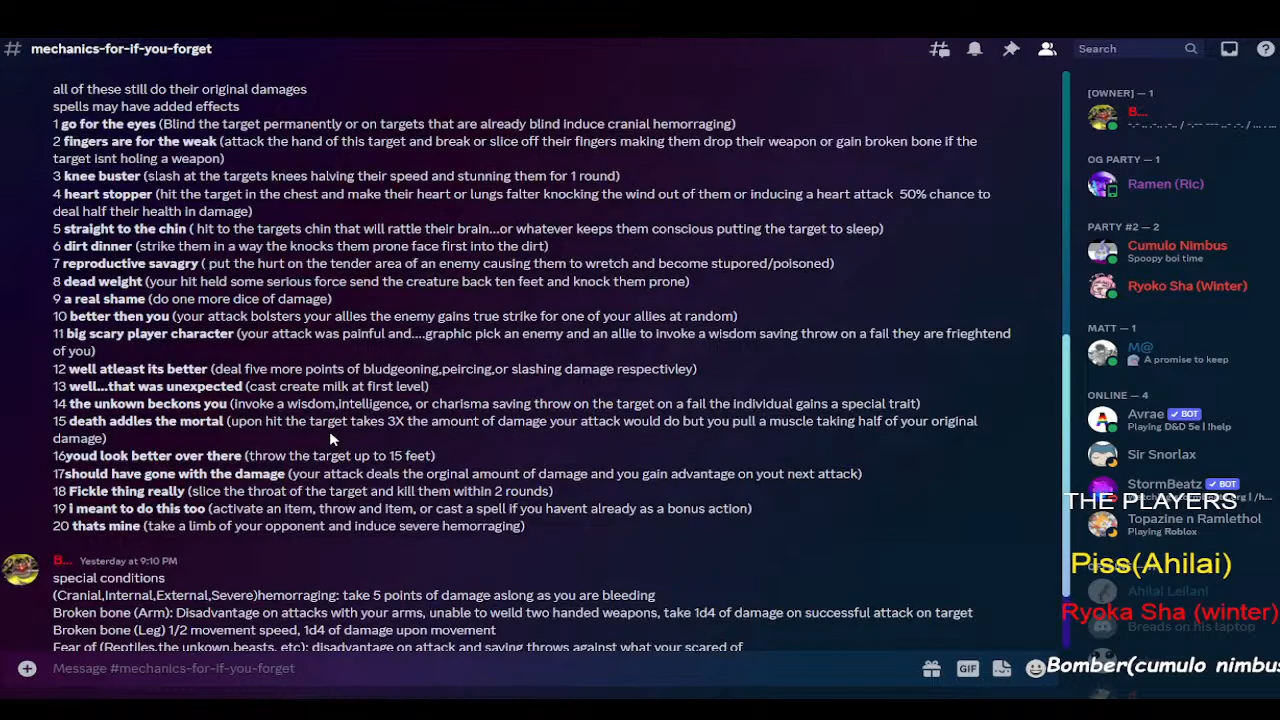 # mechanics-for-if-you-forget
Search
all of these still do their original damages
spells may have added effects
1 go for the eyes (Blind the target permanently or on targets that are already blind induce cranial hemorraging)
2 fingers are for the weak (attack the hand of this target and break or slice off their fingers making them drop their weapon or gain broken bone if the
target isnt holing a weapon)
3 knee buster (slash at the targets knees halving their speed and stunning them for 1 round)
4 heart stopper (hit the target in the chest and make their heart or lungs falter knocking the wind out of them or inducing a heart attack 50% chance to
deal half their health in damage)
5 straight to the chin ( hit to the targets chin that will rattle their brain...or whatever keeps them conscious putting the target to sleep)
6 dirt dinner (strike them in a way the knocks them prone face first into the dirt)
7 reproductive savagry ( put the hurt on the tender area of an enemy causing them to wretch and become stupored/poisoned)
8 dead weight (your hit held some serious force send the creature back ten feet and knock them prone)
9 a real shame (do one more dice of damage)
10 better then you (your attack bolsters your allies the enemy gains true strike for one of your allies at random)
11 big scary player character (your attack was painful and....graphic pick an enemy and an allie to invoke a wisdom saving throw on a fail they are frieghtend
of you)
12 well atleast its better (deal five more points of bludgeoning,peircing,or slashing damage respectivley)
13 well...that was unexpected (cast create milk at first level)
14 the unkown beckons you (invoke a wisdom,intelligence, or charisma saving throw on the target on a fail the individual gains a special trait)
15 death addles the mortal (upon hit the target takes 3X the amount of damage your attack would do but you pull a muscle taking half of your original
damage)
16youd look better over there (throw the target up to 15 feet)
17should have gone with the damage (your attack deals the orginal amount of damage and you gain advantage on yout next attack)
18 Fickle thing really (slice the throat of the target and kill them within 2 rounds)
19 i meant to do this too (activate an item, throw and item, or cast a spell if you havent already as a bonus action)
20 thats mine (take a limb of your opponent and induce severe hemorraging)
B... Yesterday at 9:10 PM
special conditions
(Cranial,Internal,External,Severe)hemorraging: take 5 points of damage aslong as you are bleeding
Broken bone (Arm): Disadvantage on attacks with your arms, unable to weild two handed weapons, take 1d4 of damage on successful attack on target
Broken bone (Leg) 1/2 movement speed, 1d4 of damage upon movement
Fear of (Reptiles,the unkown,beasts, etc): disadvantage on attack and saving throws against what your scared of
Message #mechanics-for-if-you-forget
GIF
[OWNER] — 1
B...
OG PARTY — 1
Ramen (Ric)
PARTY #2 — 2
Cumulo Nimbus
Spoopy boi time
Ryoko Sha (Winter)
MATT — 1
M@
A promise to keep
ONLINE — 4
Avrae ✓ BOT
Playing D&D 5e | !help
Sir Snorlax
StormBeatz ✓ BOT
THE PLAYERS
Topazine n Ramlethol
Playing Roblox
Piss(Ahilai)
Ahilai Leilani
Ryoka Sha (winter)
Breads on his laptop
Bomber(cumulo nimbus